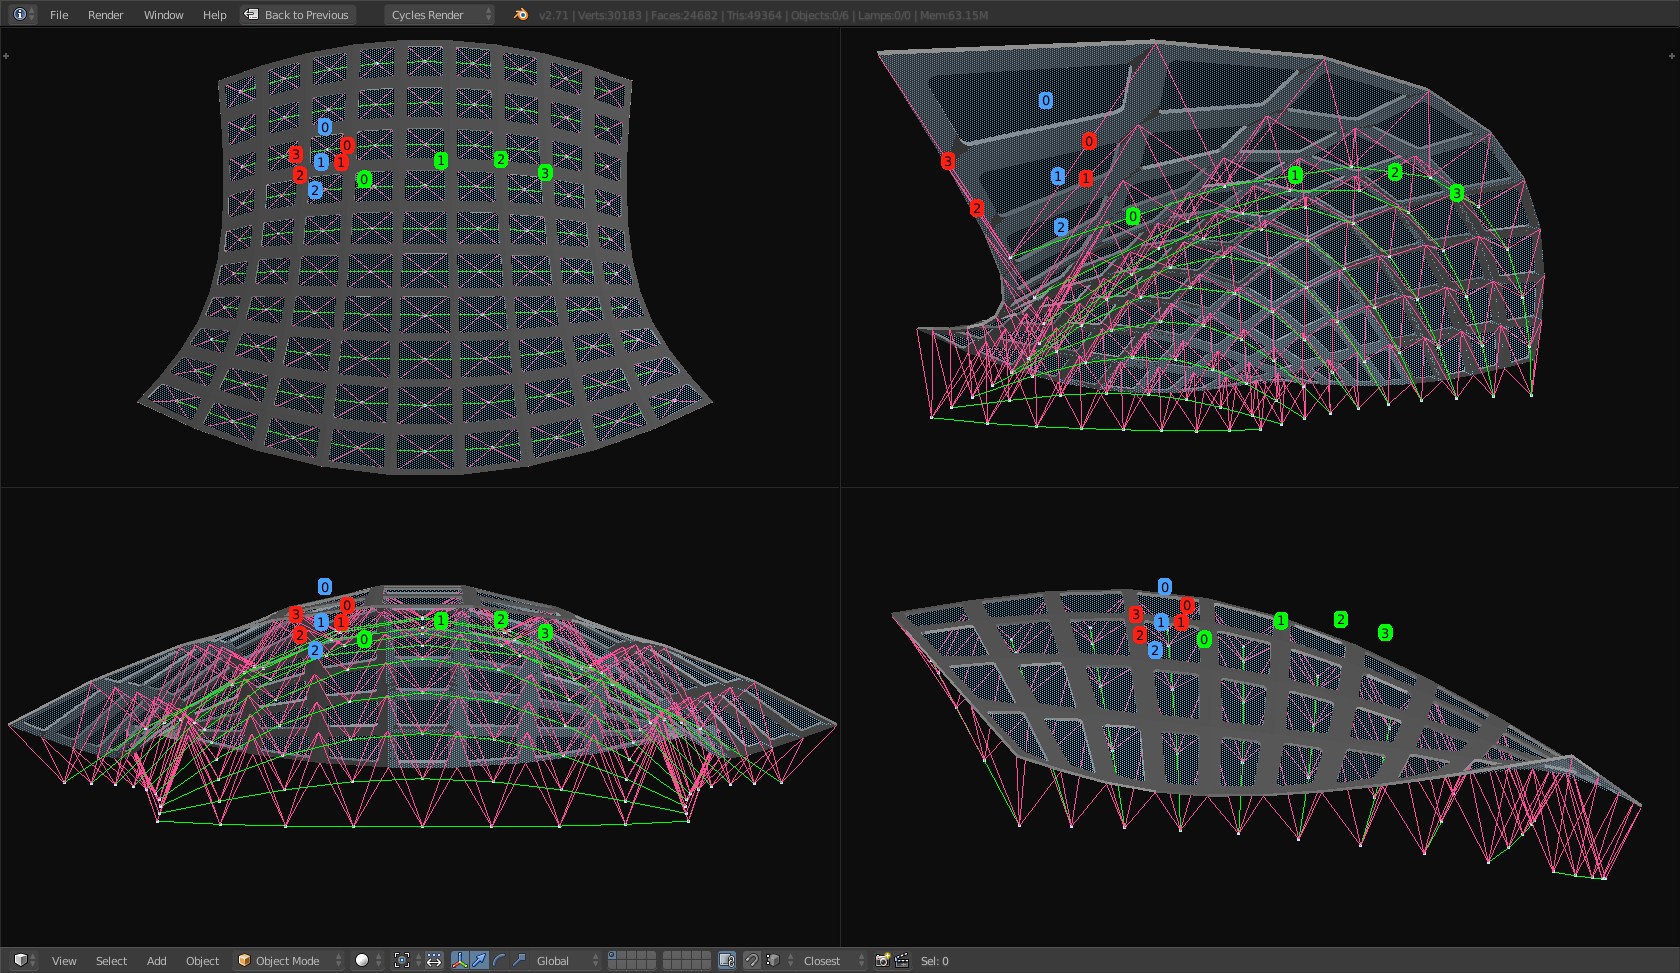 File Render Window Help Back to Previous Cycles Render v2.71 | Verts:30183 | Faces:24682 | Tris:49364 | Objects:0/6 | Lamps:0/0 | Mem:63.15M
0
3 0
1 1
2 0 1 2 3
2
0
0
3 1 1 1 2
2 0 2 3
0
3 0
1 1 1 2
2 0 3
2
0
3 0
1 1 1 2
2 0 3
2
View Select Add Object Object Mode Global Closest Sel: 0